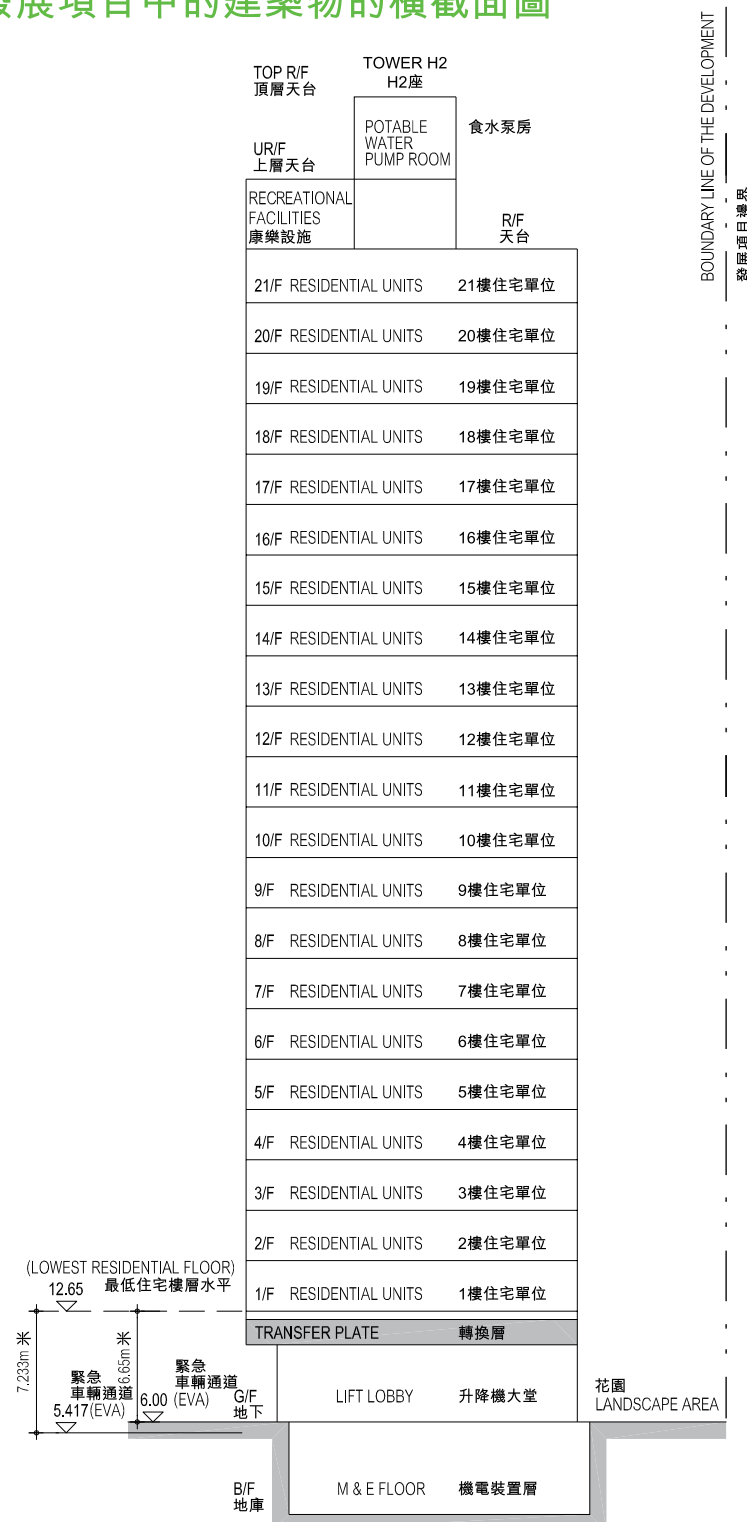 發展項目中的建築物的橫截面圖
TOWER H2
H2座
TOP R/F
頂層天台
POTABLE
WATER
PUMP ROOM
食水泵房
UR/F
上層天台
RECREATIONAL
FACILITIES
康樂設施
R/F
天台
BOUNDARY LINE OF THE DEVELOPMENT
發展項目邊界
21/F RESIDENTIAL UNITS 21樓住宅單位
20/F RESIDENTIAL UNITS 20樓住宅單位
19/F RESIDENTIAL UNITS 19樓住宅單位
18/F RESIDENTIAL UNITS 18樓住宅單位
17/F RESIDENTIAL UNITS 17樓住宅單位
16/F RESIDENTIAL UNITS 16樓住宅單位
15/F RESIDENTIAL UNITS 15樓住宅單位
14/F RESIDENTIAL UNITS 14樓住宅單位
13/F RESIDENTIAL UNITS 13樓住宅單位
12/F RESIDENTIAL UNITS 12樓住宅單位
11/F RESIDENTIAL UNITS 11樓住宅單位
10/F RESIDENTIAL UNITS 10樓住宅單位
9/F RESIDENTIAL UNITS 9樓住宅單位
8/F RESIDENTIAL UNITS 8樓住宅單位
7/F RESIDENTIAL UNITS 7樓住宅單位
6/F RESIDENTIAL UNITS 6樓住宅單位
5/F RESIDENTIAL UNITS 5樓住宅單位
4/F RESIDENTIAL UNITS 4樓住宅單位
3/F RESIDENTIAL UNITS 3樓住宅單位
2/F RESIDENTIAL UNITS 2樓住宅單位
(LOWEST RESIDENTIAL FLOOR)
12.65 最低住宅樓層水平
1/F RESIDENTIAL UNITS 1樓住宅單位
TRANSFER PLATE 轉換層
7.233m 米
6.65m 米
緊急
車輛通道
5.417(EVA)
緊急
車輛通道
6.00 (EVA)
G/F
地下
LIFT LOBBY 升降機大堂
花園
LANDSCAPE AREA
B/F
地庫
M & E FLOOR 機電裝置層